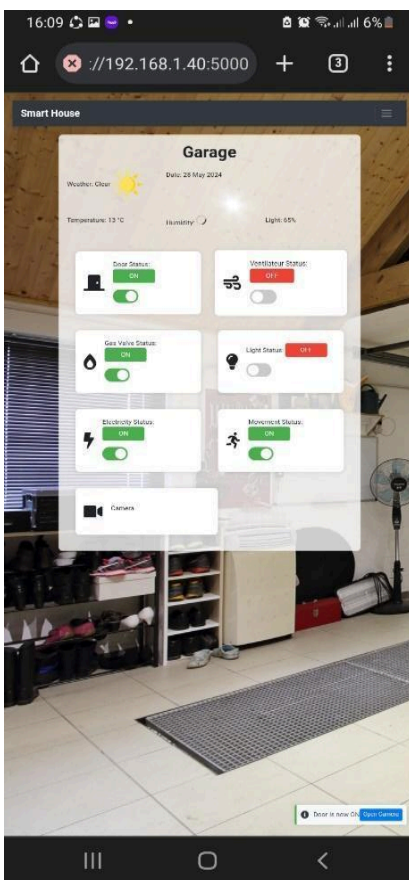 16:09 6%
://192.168.1.40:5000 3
Smart House
Garage
Date: 28 May 2024
Weather: Clear
Temperature: 13 °C Humidity: Light: 65%
Door Status:
ON
Ventilateur Status:
OFF
Gas Valve Status:
ON
Light Status: OFF
Electricity Status:
ON
Movement Status:
ON
Camera
Door is now ON Open Camera